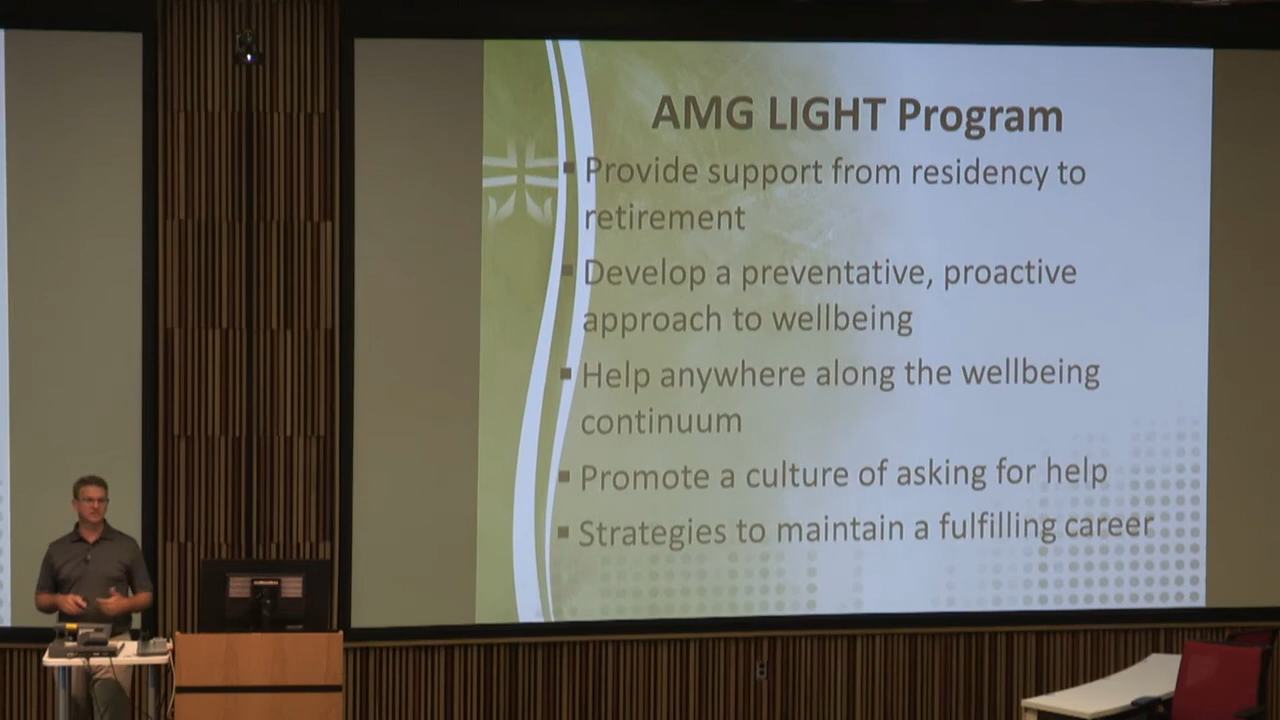 AMG LIGHT Program
▪ Provide support from residency to
retirement
▪ Develop a preventative, proactive
approach to wellbeing
▪ Help anywhere along the wellbeing
continuum
▪ Promote a culture of asking for help
▪ Strategies to maintain a fulfilling career